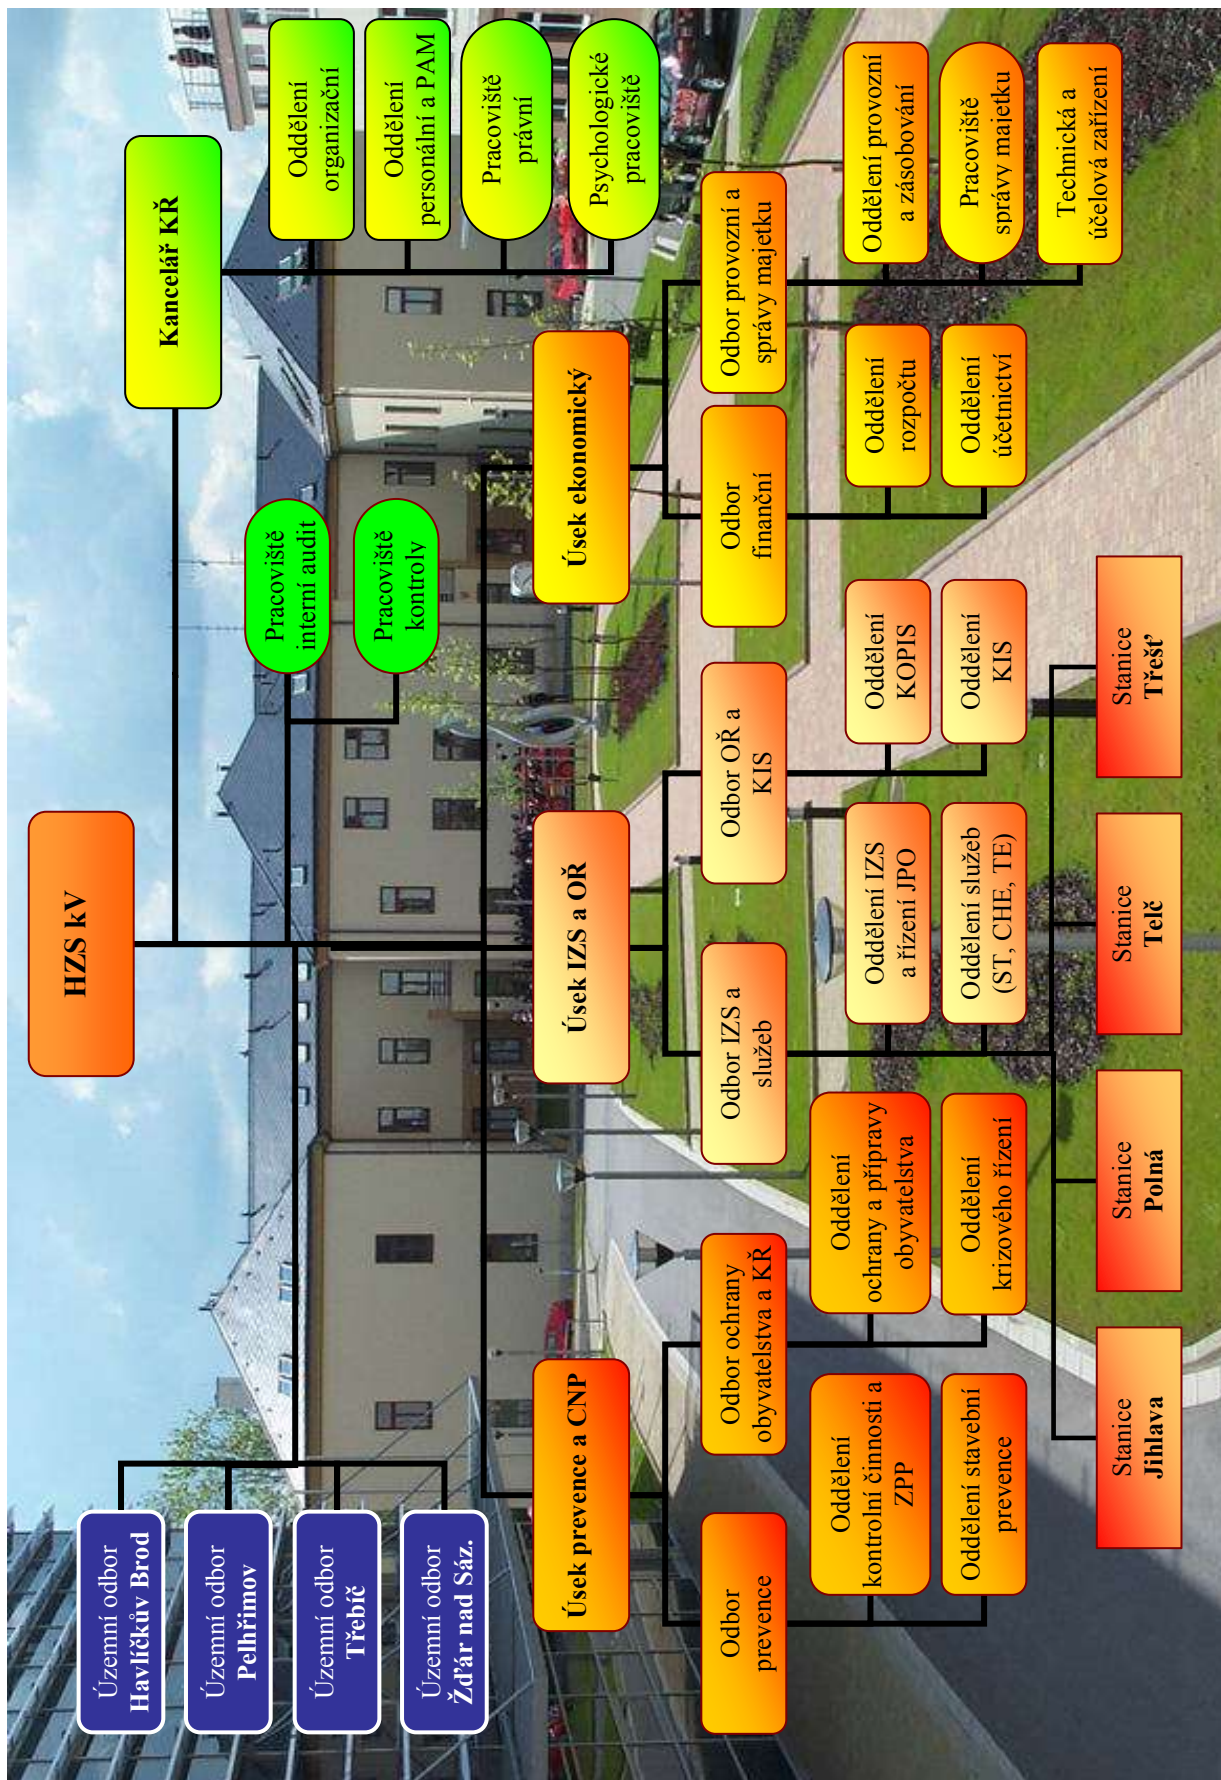 HZS kV
Kancelář KŘ
Oddělení
organizační
Oddělení
personální a PAM
Pracoviště
právní
Psychologické
pracoviště
Pracoviště
interní audit
Pracoviště
kontroly
Územní odbor
Havlíčkův Brod
Územní odbor
Pelhřimov
Územní odbor
Třebíč
Územní odbor
Žďár nad Sáz.
Úsek prevence a CNP
Úsek IZS a OŘ
Úsek ekonomický
Odbor
prevence
Odbor ochrany
obyvatelstva a KŘ
Odbor IZS a
služeb
Odbor OŘ a
KIS
Odbor
finanční
Odbor provozní a
správy majetku
Oddělení
kontrolní činnosti a
ZPP
Oddělení stavební
prevence
Oddělení
ochrany a přípravy
obyvatelstva
Oddělení
krizového řízení
Oddělení IZS
a řízení JPO
Oddělení služeb
(ST, CHE, TE)
Oddělení
KOPIS
Oddělení
KIS
Oddělení
rozpočtu
Oddělení
účetnictví
Oddělení provozní
a zásobování
Pracoviště
správy majetku
Technická a
účelová zařízení
Stanice
Jihlava
Stanice
Polná
Stanice
Telč
Stanice
Třešť